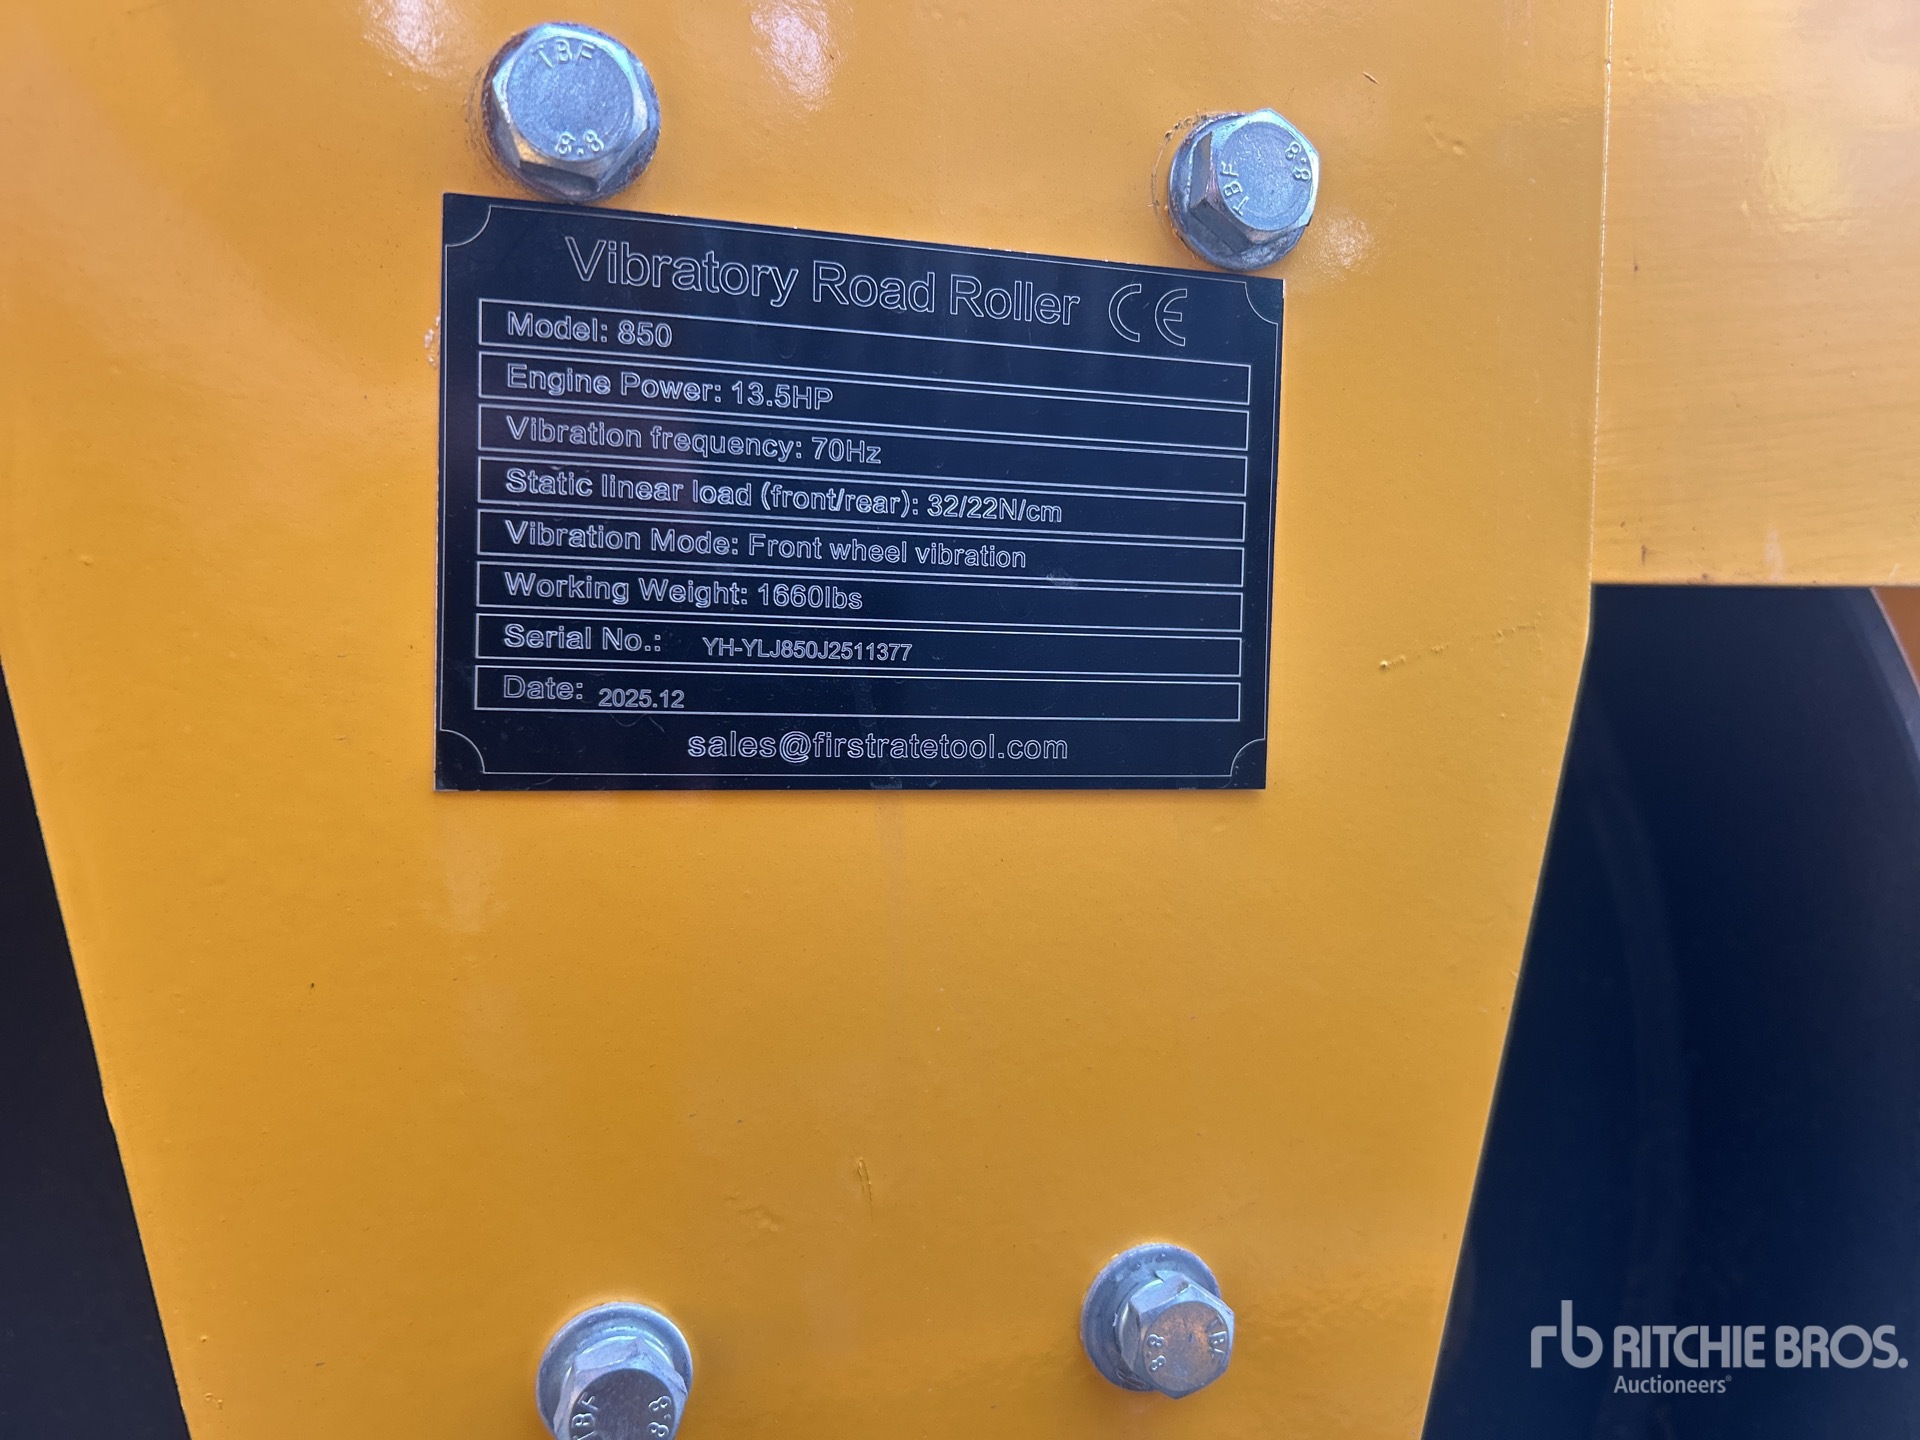 TBF
8.8
TBF
8.8
Vibratory Road Roller CE
Model: 850
Engine Power: 13.5HP
Vibration frequency: 70Hz
Static linear load (front/rear): 32/22N/cm
Vibration Mode: Front wheel vibration
Working Weight: 1660lbs
Serial No.: YH-YLJ850J2511377
Date: 2025.12
sales@firstratetool.com
8.8
TBF
8.8
rb RITCHIE BROS.
Auctioneers®